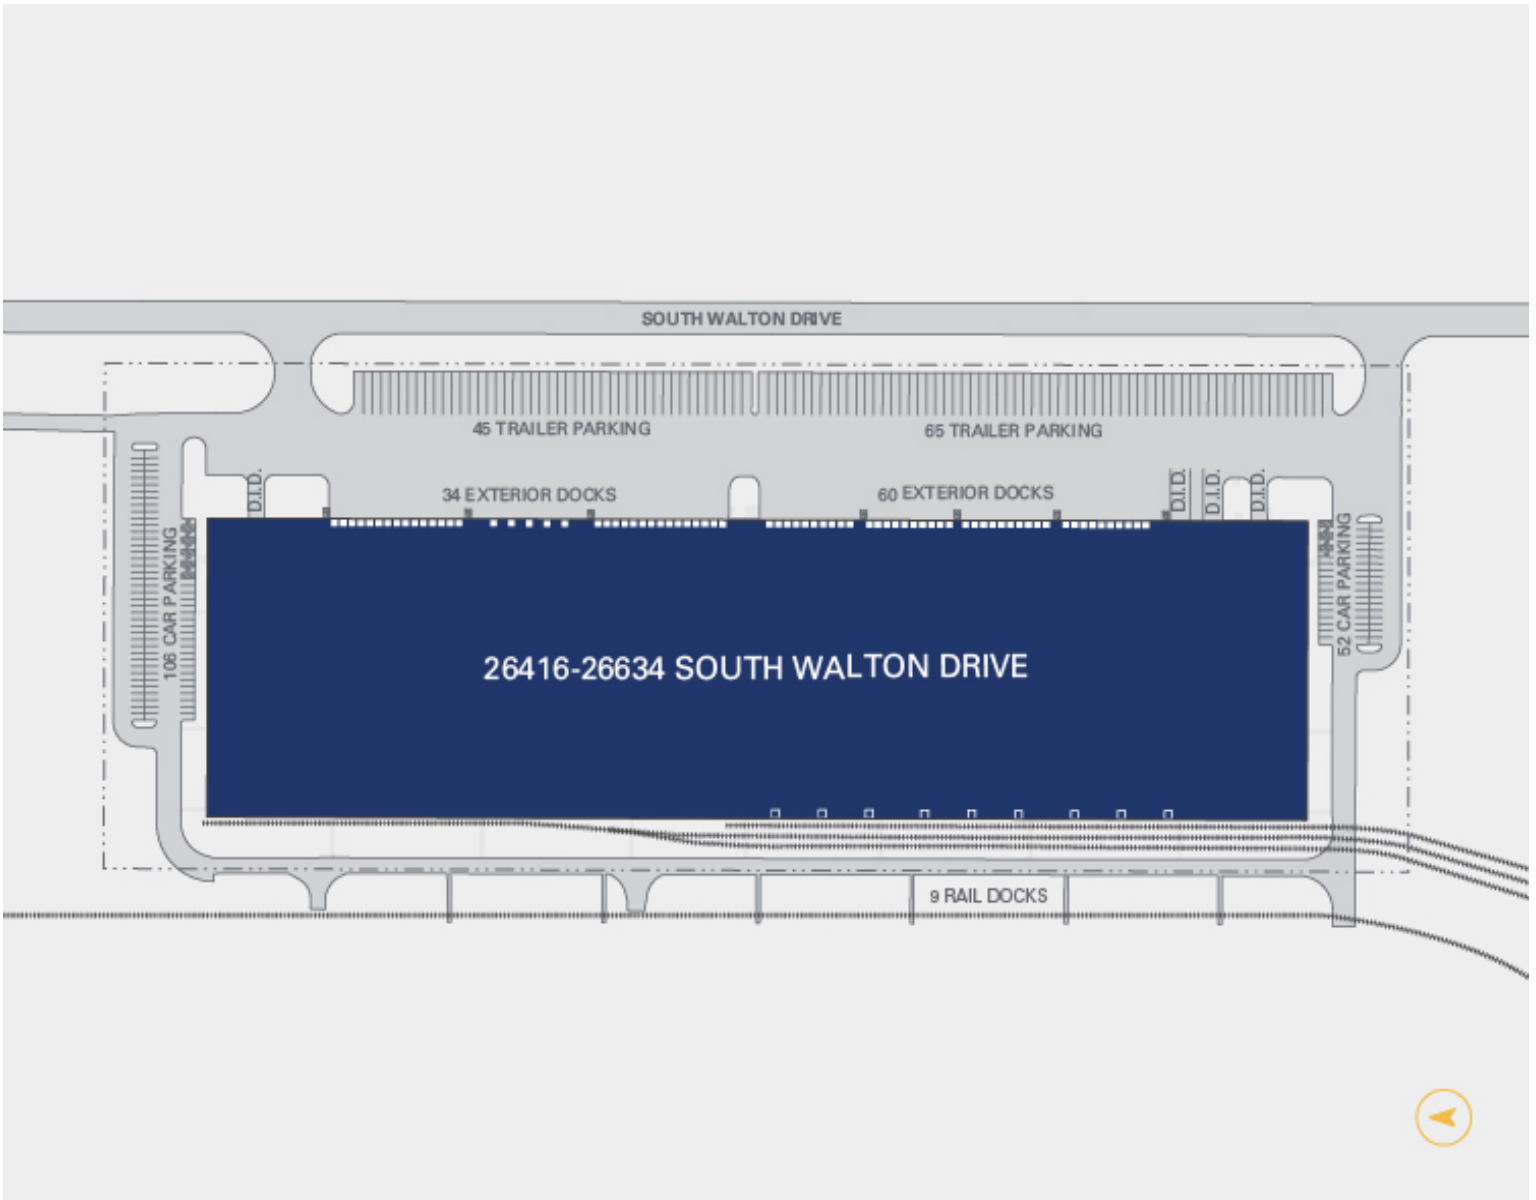 SOUTH WALTON DRIVE
45 TRAILER PARKING
65 TRAILER PARKING
D.I.D.
34 EXTERIOR DOCKS
60 EXTERIOR DOCKS
D.I.D.
D.I.D.
D.I.D.
106 CAR PARKING
52 CAR PARKING
26416-26634 SOUTH WALTON DRIVE
9 RAIL DOCKS